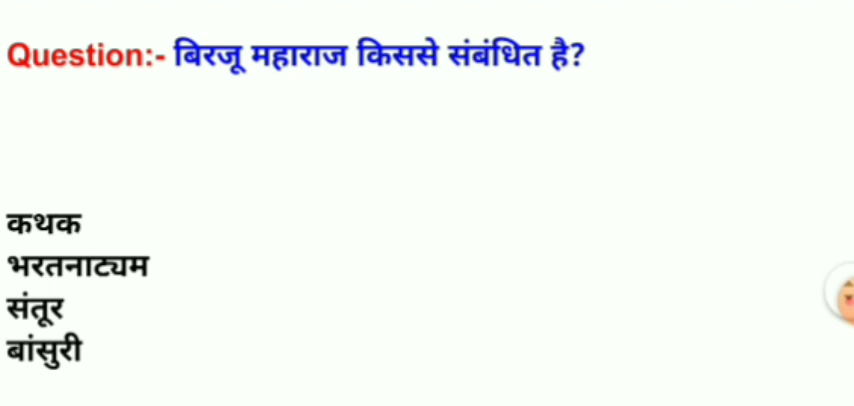 Question:- बिरजू महाराज किससे संबंधित है?
कथक
भरतनाट्यम
संतूर
बांसुरी